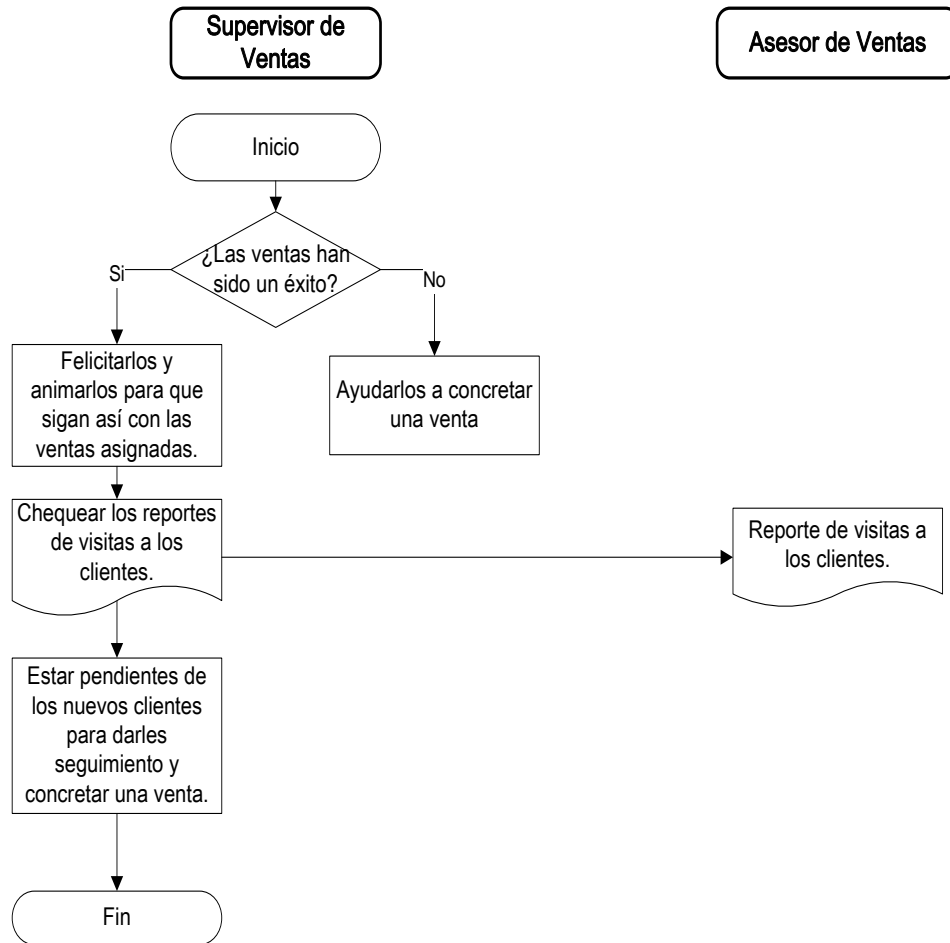 Supervisor de
Ventas
Asesor de Ventas
Inicio
¿Las ventas han
sido un éxito?
Si
No
Felicitarlos y
animarlos para que
sigan así con las
ventas asignadas.
Ayudarlos a concretar
una venta
Chequear los reportes
de visitas a los
clientes.
Reporte de visitas a
los clientes.
Estar pendientes de
los nuevos clientes
para darles
seguimiento y
concretar una venta.
Fin